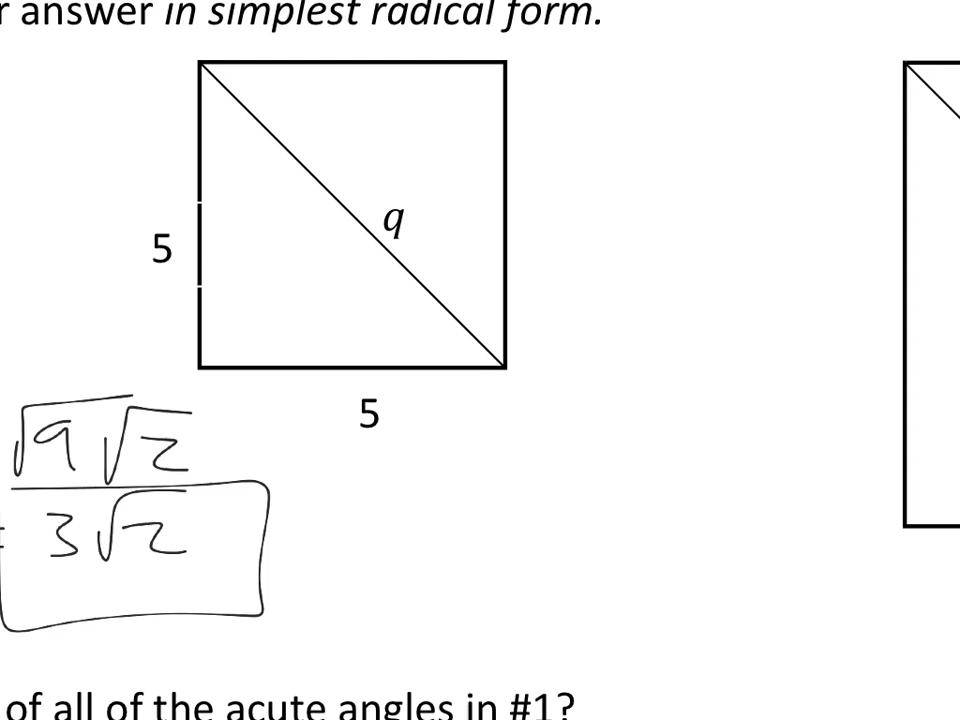 r answer in simplest radical form.
q
5
5
√9 √2
3√2
of all of the acute angles in #1?